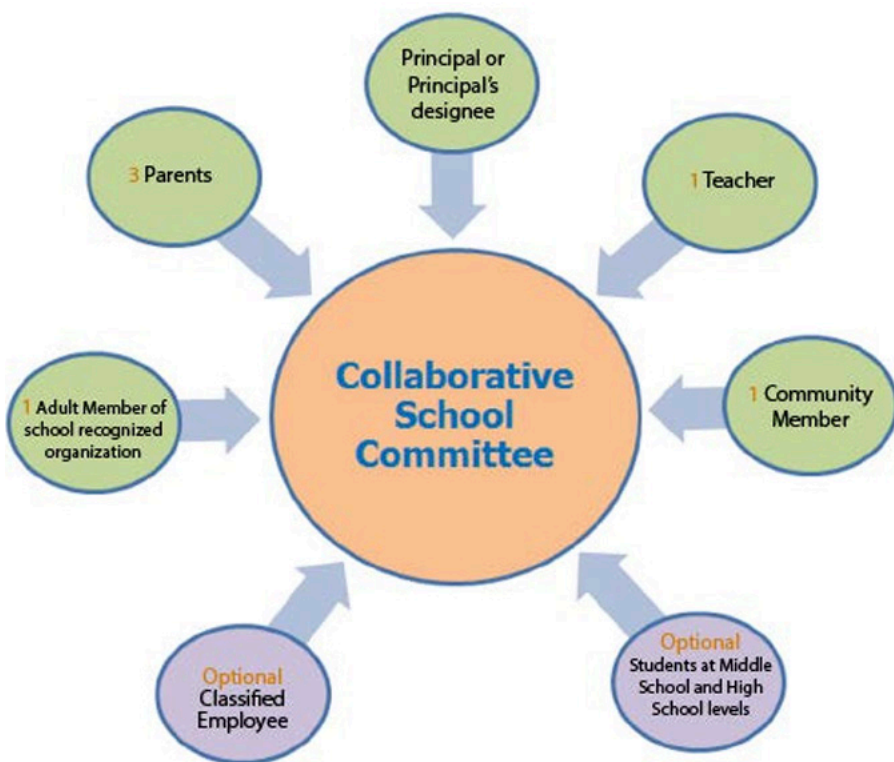 Principal or
Principal's
designee
3 Parents
1 Teacher
Collaborative
School
Committee
1 Adult Member of
school recognized
organization
1 Community
Member
Optional
Classified
Employee
Optional
Students at Middle
School and High
School levels